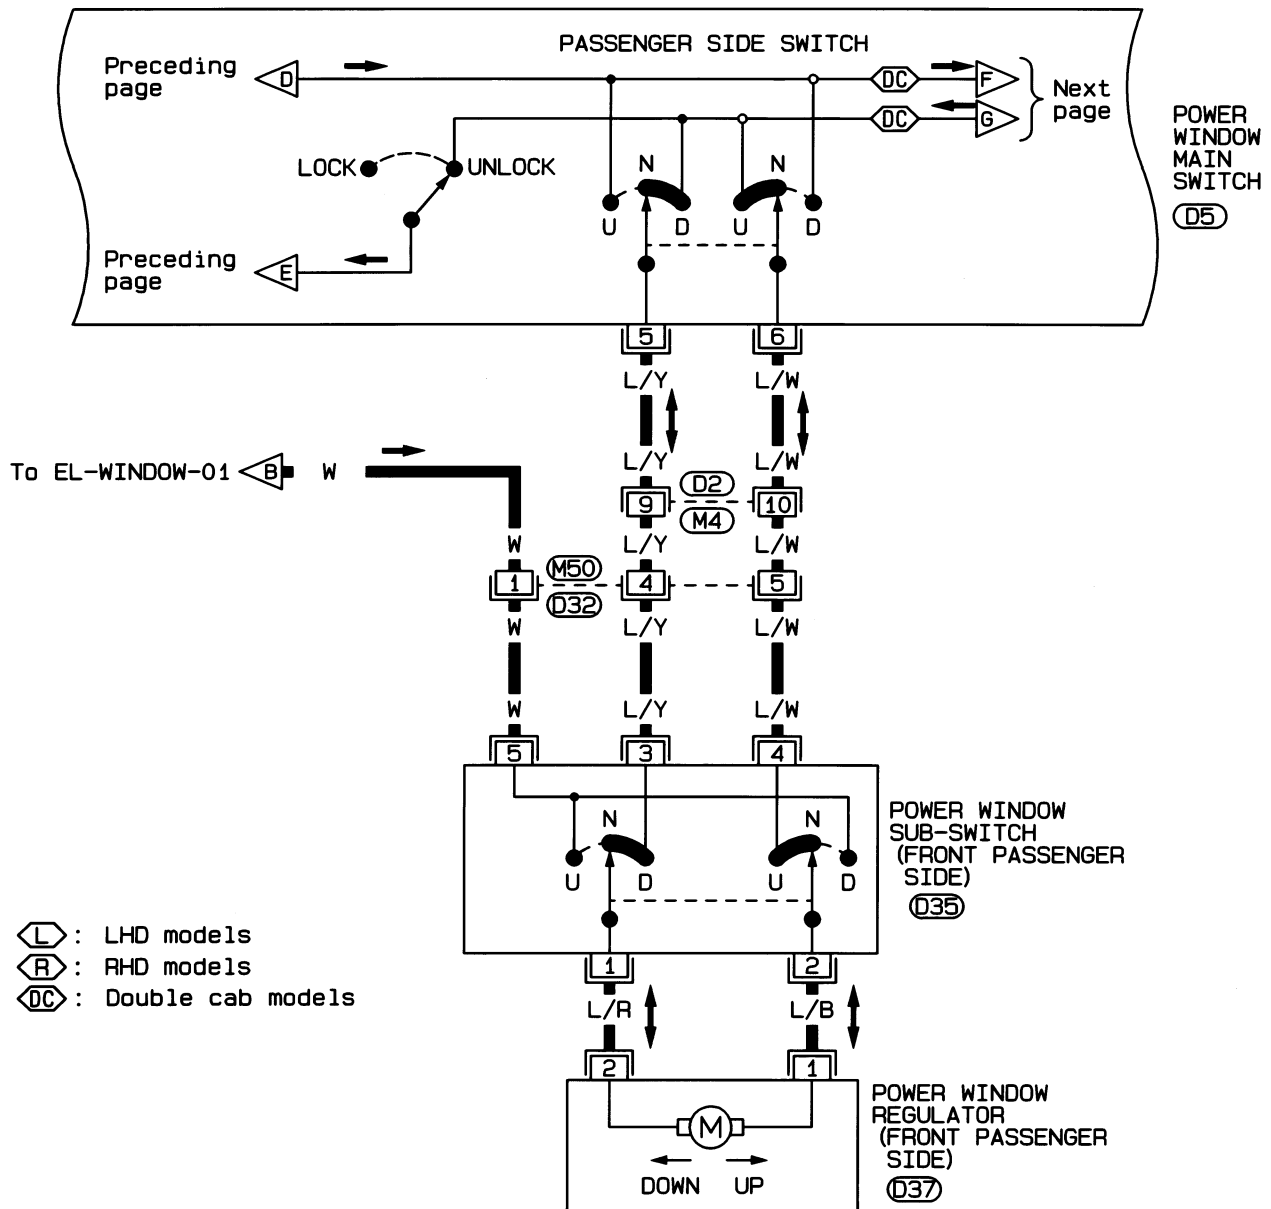 PASSENGER SIDE SWITCH
Preceding
page
D
DC
F
DC
G
Next
page
POWER
WINDOW
MAIN
SWITCH
D5
LOCK
UNLOCK
N
N
U
D
U
D
Preceding
page
E
5
6
L/Y
L/W
To EL-WINDOW-01
B
W
L/Y
L/W
9
D2
M4
10
W
L/Y
L/W
1
M50
D32
4
5
W
L/Y
L/W
W
L/Y
L/W
5
3
4
N
N
U
D
U
D
POWER WINDOW
SUB-SWITCH
(FRONT PASSENGER
SIDE)
D35
L : LHD models
R : RHD models
DC : Double cab models
1
2
L/R
L/B
2
1
M
DOWN
UP
POWER WINDOW
REGULATOR
(FRONT PASSENGER
SIDE)
D37